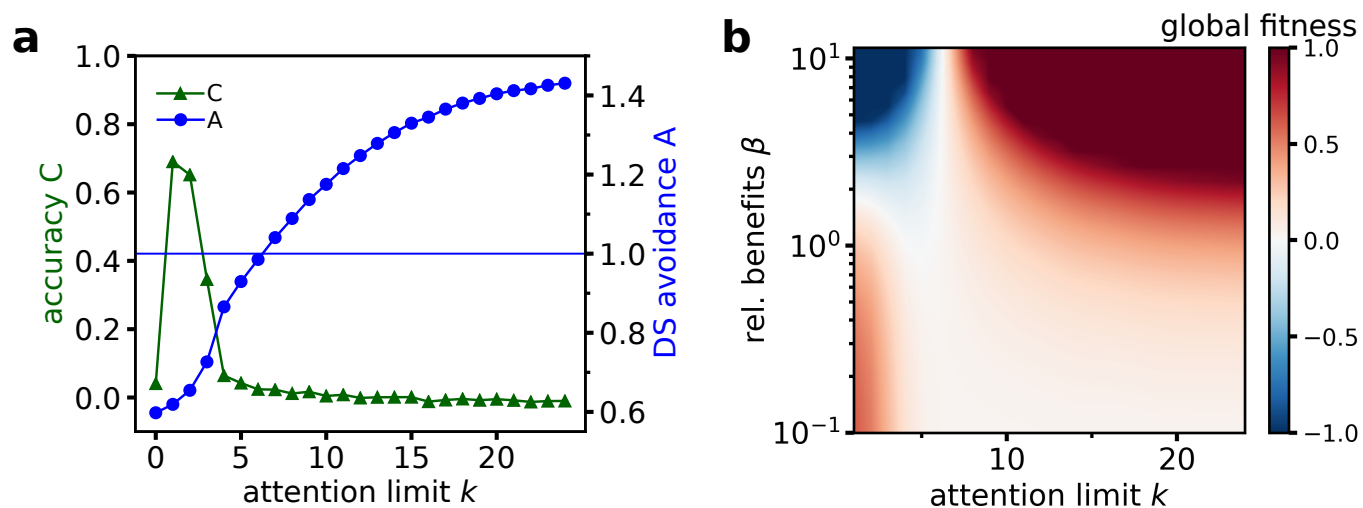 a
1.0
0.8
0.6
0.4
0.2
0.0
accuracy C
C
A
1.4
1.2
1.0
0.8
0.6
DS avoidance A
0 5 10 15 20
attention limit k
b
global fitness
10¹
10⁰
10⁻¹
rel. benefits β
10 20
attention limit k
1.0
0.5
0.0
−0.5
−1.0